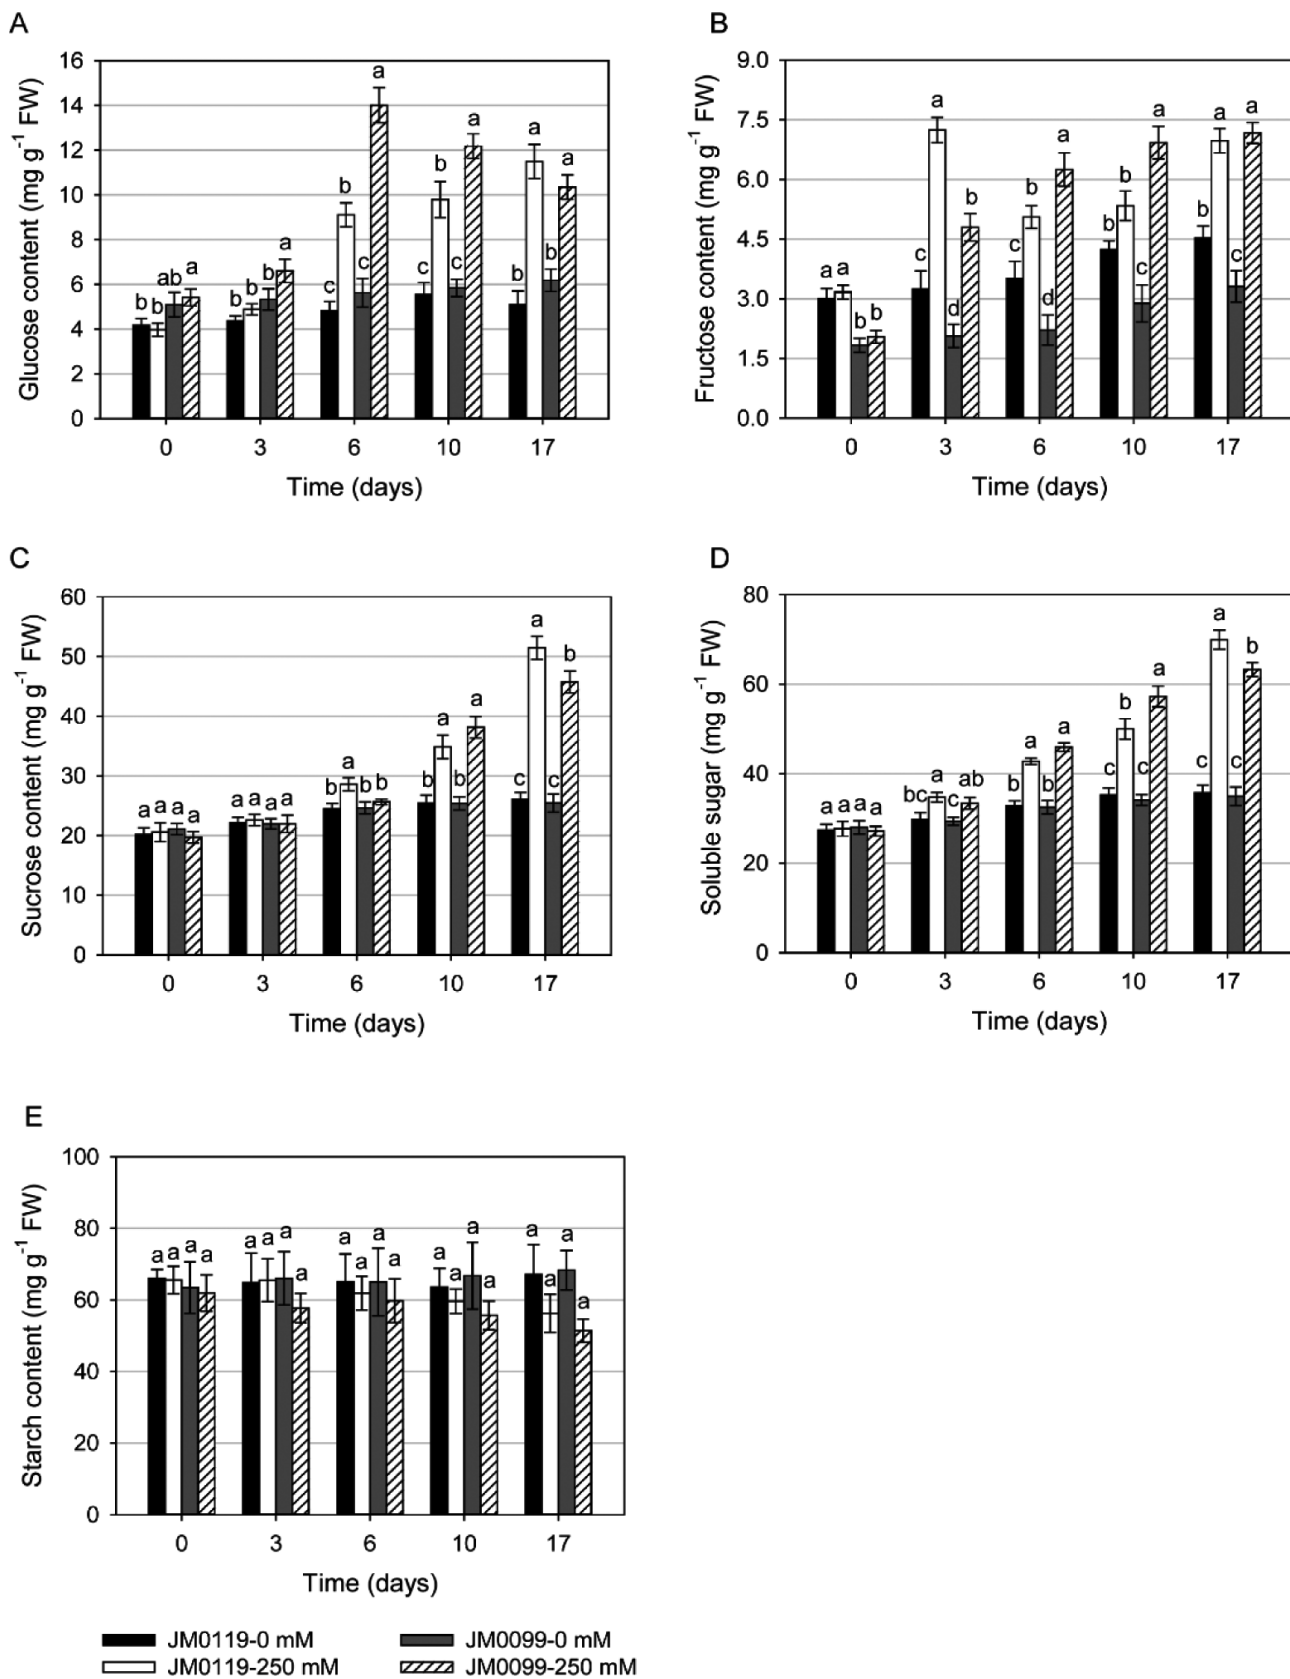 A
Glucose content (mg g⁻¹ FW)
16
14
12
10
8
6
4
2
0
b b ab a
b b b a
c b c a
c b c a
b a b a
0 3 6 10 17
Time (days)
B
Fructose content (mg g⁻¹ FW)
9.0
7.5
6.0
4.5
3.0
1.5
0.0
a a b b
c a d b
c b d a
b b c a
b a c a
0 3 6 10 17
Time (days)
C
Sucrose content (mg g⁻¹ FW)
60
50
40
30
20
10
0
a a a a
a a a a
b a b b
b a b a
c a c b
0 3 6 10 17
Time (days)
D
Soluble sugar (mg g⁻¹ FW)
80
60
40
20
0
a a a a
bc a c ab
b a b a
c b c a
c a c b
0 3 6 10 17
Time (days)
E
Starch content (mg g⁻¹ FW)
100
80
60
40
20
0
a a a a
a a a a
a a a a
a a a a
a a a a
0 3 6 10 17
Time (days)
JM0119-0 mM JM0099-0 mM
JM0119-250 mM JM0099-250 mM